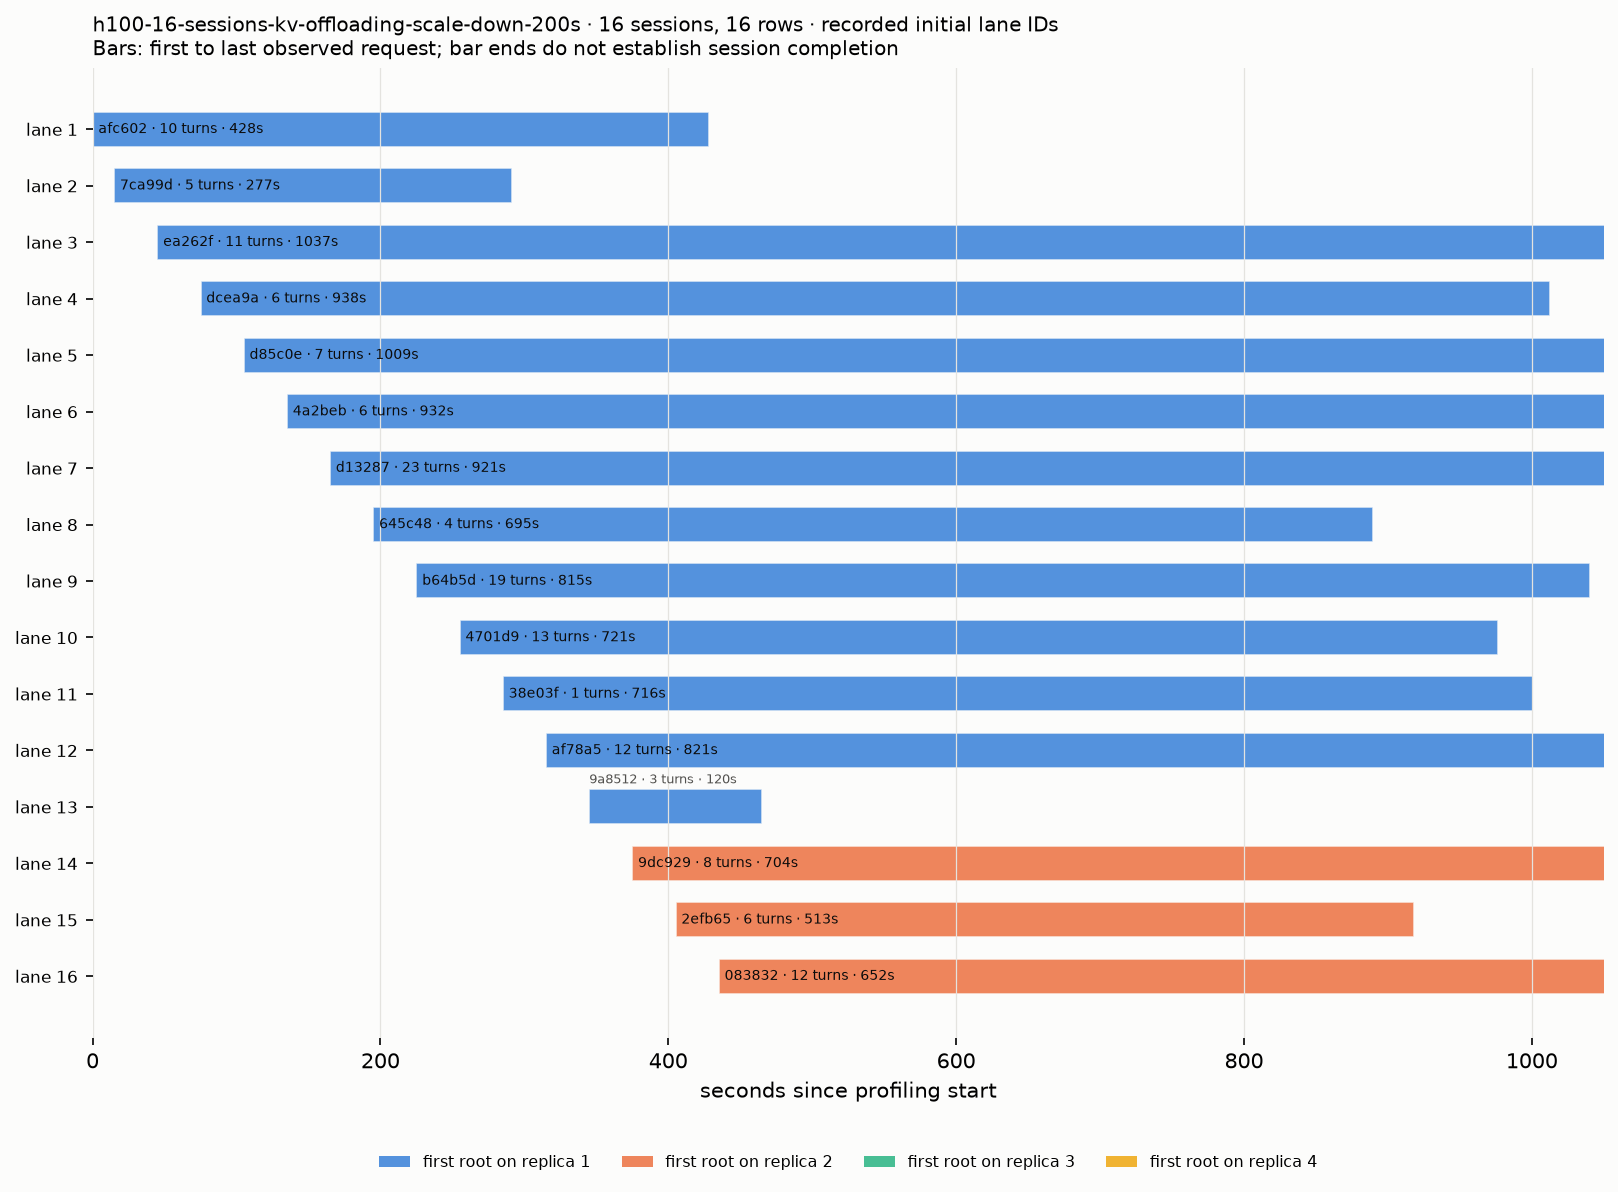 h100-16-sessions-kv-offloading-scale-down-200s · 16 sessions, 16 rows · recorded initial lane IDs
Bars: first to last observed request; bar ends do not establish session completion
lane 1
afc602 · 10 turns · 428s
lane 2
7ca99d · 5 turns · 277s
lane 3
ea262f · 11 turns · 1037s
lane 4
dcea9a · 6 turns · 938s
lane 5
d85c0e · 7 turns · 1009s
lane 6
4a2beb · 6 turns · 932s
lane 7
d13287 · 23 turns · 921s
lane 8
645c48 · 4 turns · 695s
lane 9
b64b5d · 19 turns · 815s
lane 10
4701d9 · 13 turns · 721s
lane 11
38e03f · 1 turns · 716s
lane 12
af78a5 · 12 turns · 821s
lane 13
9a8512 · 3 turns · 120s
lane 14
9dc929 · 8 turns · 704s
lane 15
2efb65 · 6 turns · 513s
lane 16
083832 · 12 turns · 652s
0 200 400 600 800 1000
seconds since profiling start
first root on replica 1
first root on replica 2
first root on replica 3
first root on replica 4